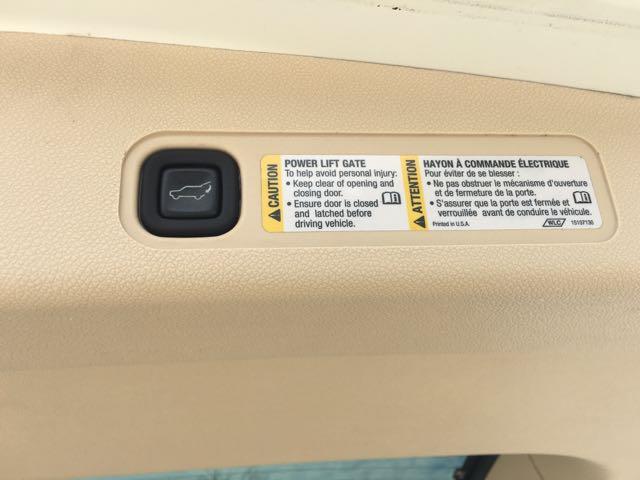 CAUTION
POWER LIFT GATE
To help avoid personal injury:
• Keep clear of opening and
closing door.
• Ensure door is closed
and latched before
driving vehicle.
ATTENTION
HAYON À COMMANDE ÉLECTRIQUE
Pour éviter de se blesser :
• Ne pas obstruer le mécanisme d'ouverture
et de fermeture de la porte.
• S'assurer que la porte est fermée et
verrouillée avant de conduire le véhicule.
Printed in U.S.A.
WLC
15197136